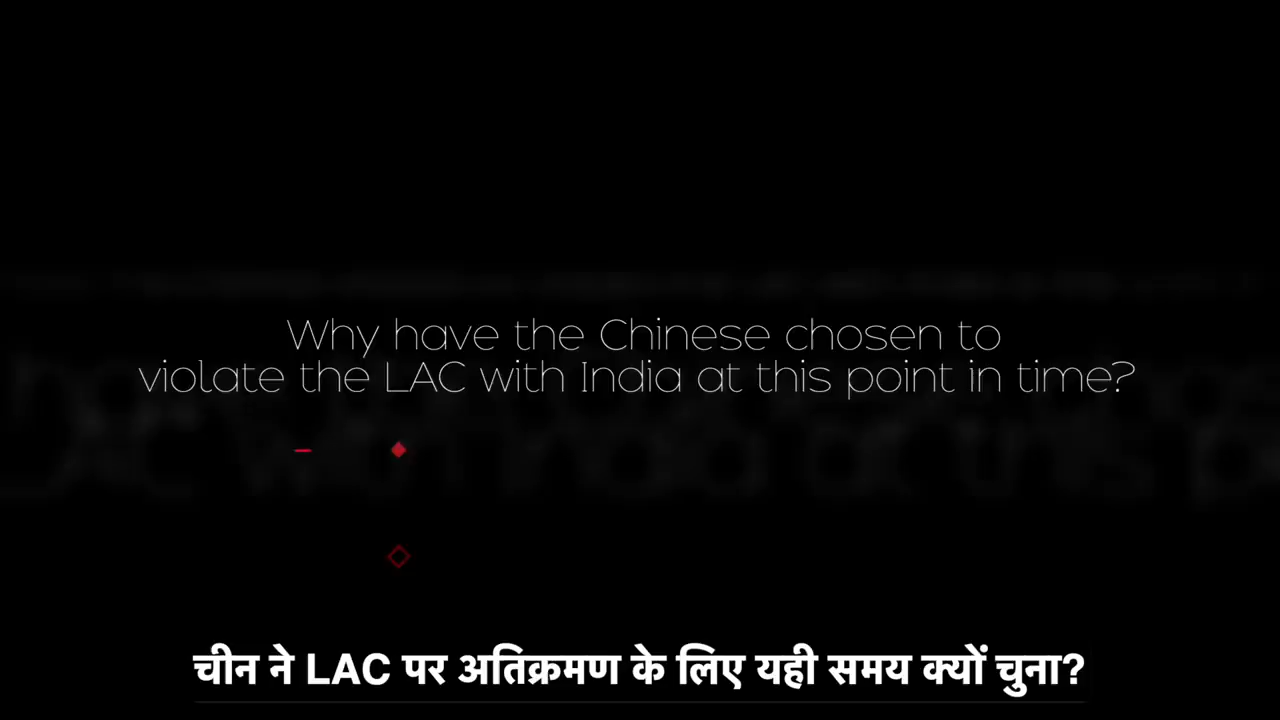 Why have the Chinese chosen to
violate the LAC with India at this point in time?
चीन ने LAC पर अतिक्रमण के लिए यही समय क्यों चुना?